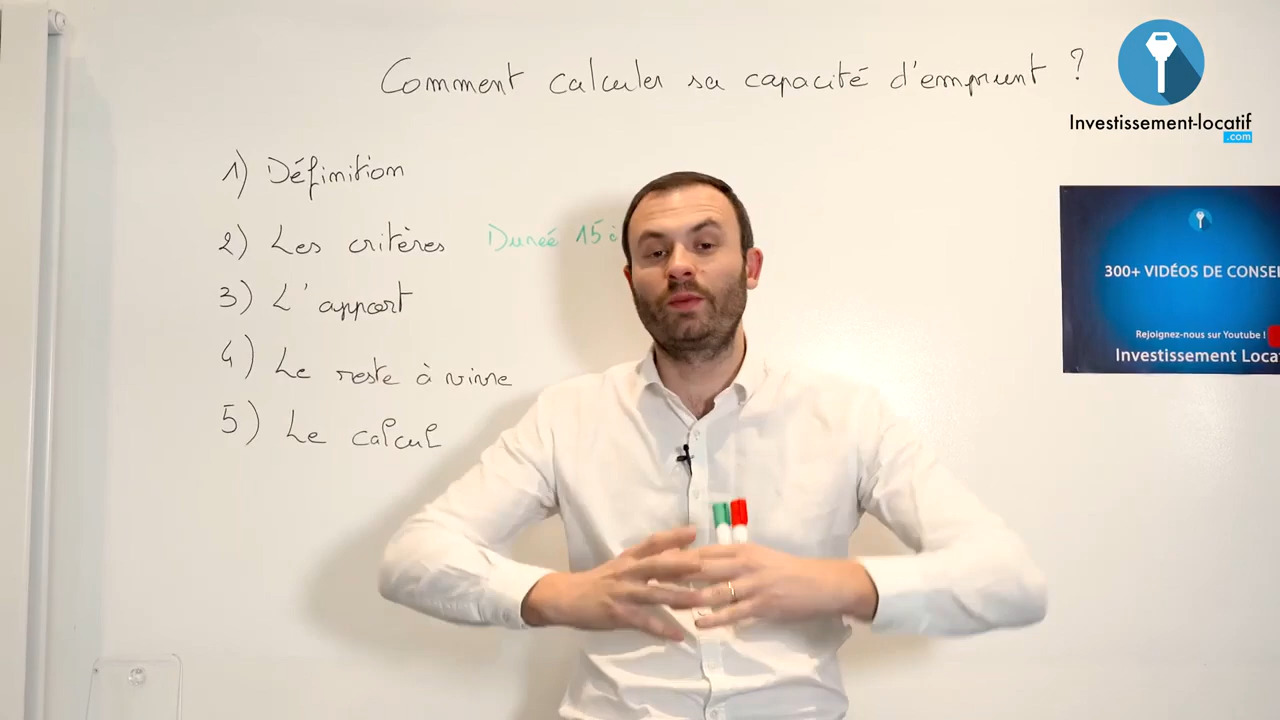 Comment calculer sa capacité d'emprunt ?
Investissement-locatif
.com
1) Définition
2) Les critères Durée 15 à
3) L'apport
4) Le reste à vivre
5) Le calcul
300+ VIDÉOS DE CONSEI
Rejoignez-nous sur Youtube !
Investissement Loca